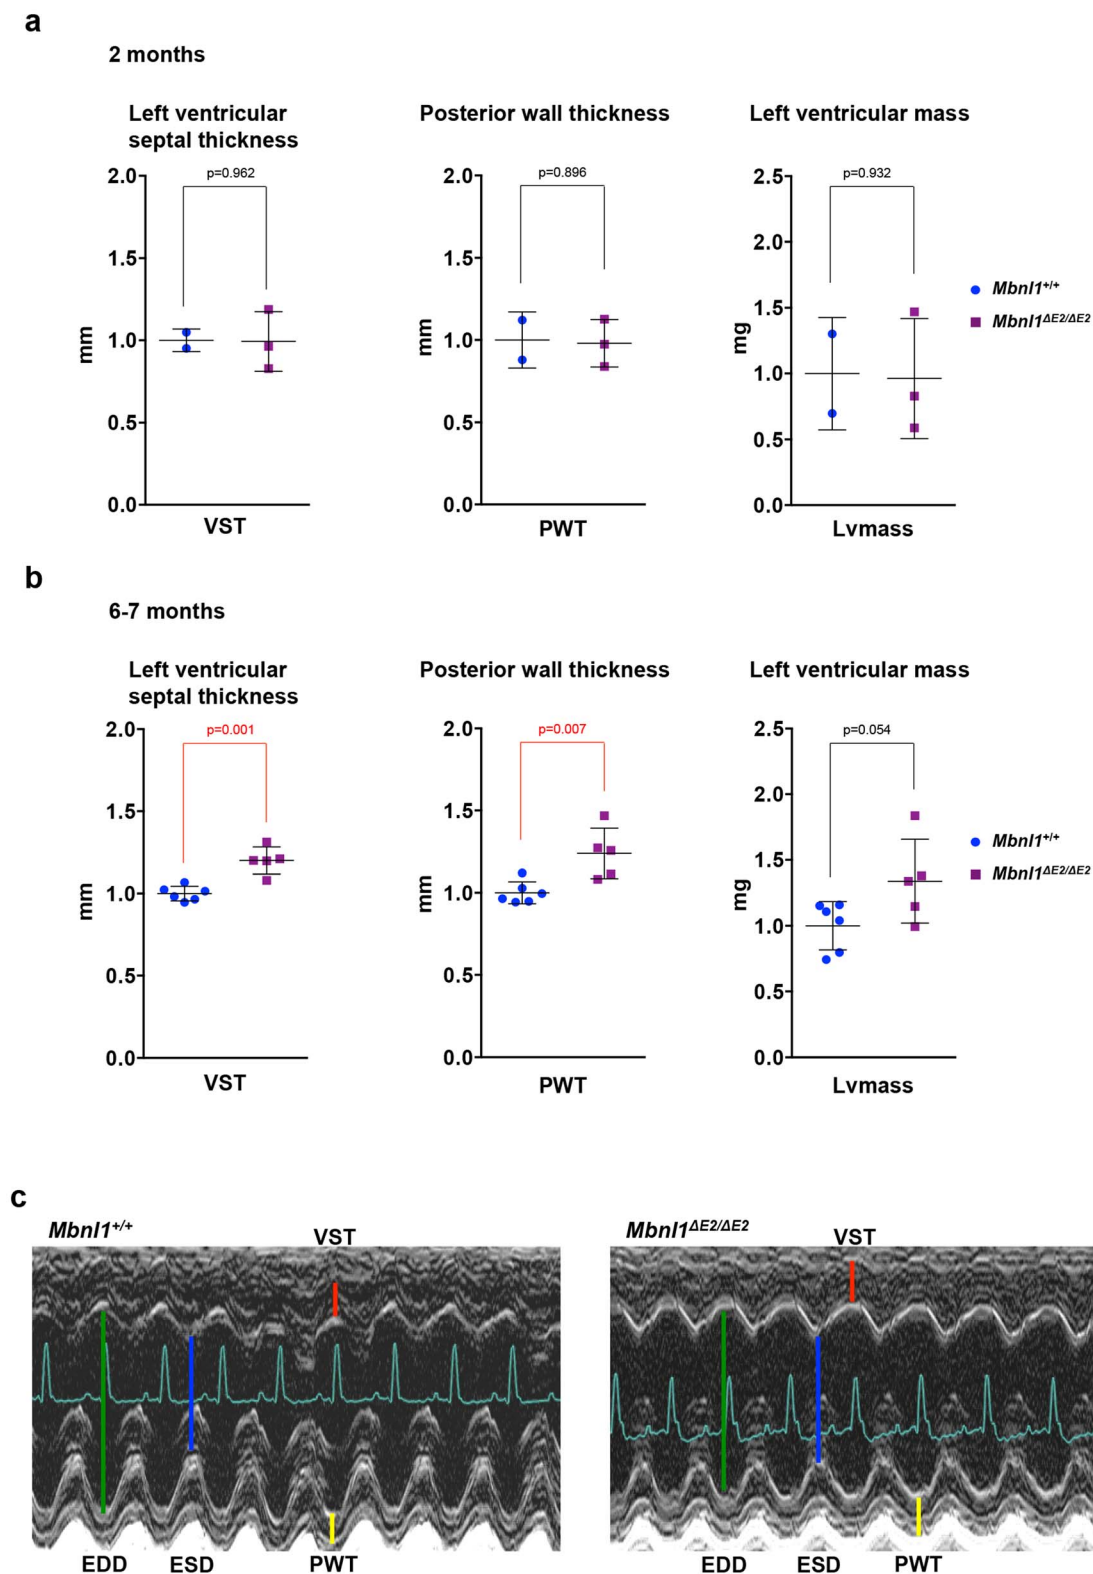 a
2 months
Left ventricular
septal thickness
Posterior wall thickness
Left ventricular mass
p=0.962
p=0.896
p=0.932
2.0
1.5
1.0
0.5
0.0
mm
VST
2.0
1.5
1.0
0.5
0.0
mm
PWT
2.5
2.0
1.5
1.0
0.5
0.0
mg
Lvmass
Mbnl1+/+
Mbnl1ΔE2/ΔE2
b
6-7 months
Left ventricular
septal thickness
Posterior wall thickness
Left ventricular mass
p=0.001
p=0.007
p=0.054
2.0
1.5
1.0
0.5
0.0
mm
VST
2.0
1.5
1.0
0.5
0.0
mm
PWT
2.5
2.0
1.5
1.0
0.5
0.0
mg
Lvmass
Mbnl1+/+
Mbnl1ΔE2/ΔE2
c
Mbnl1+/+
VST
EDD
ESD
PWT
Mbnl1ΔE2/ΔE2
VST
EDD
ESD
PWT